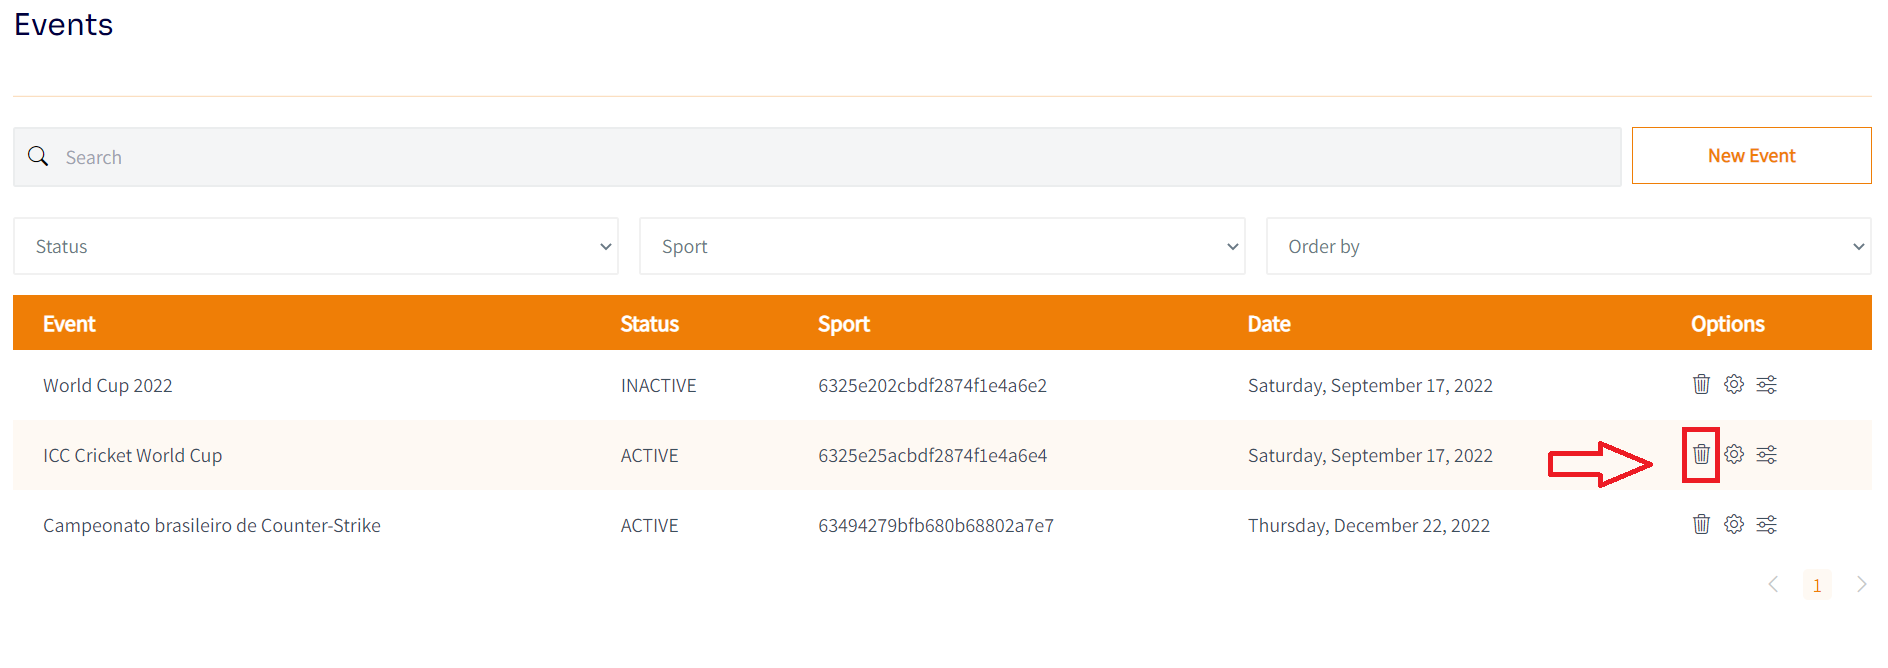 Events
Search
New Event
Status
Sport
Order by
Event Status Sport Date Options
World Cup 2022 INACTIVE 6325e202cbdf2874f1e4a6e2 Saturday, September 17, 2022
ICC Cricket World Cup ACTIVE 6325e25acbdf2874f1e4a6e4 Saturday, September 17, 2022
Campeonato brasileiro de Counter-Strike ACTIVE 63494279bfb680b68802a7e7 Thursday, December 22, 2022
1